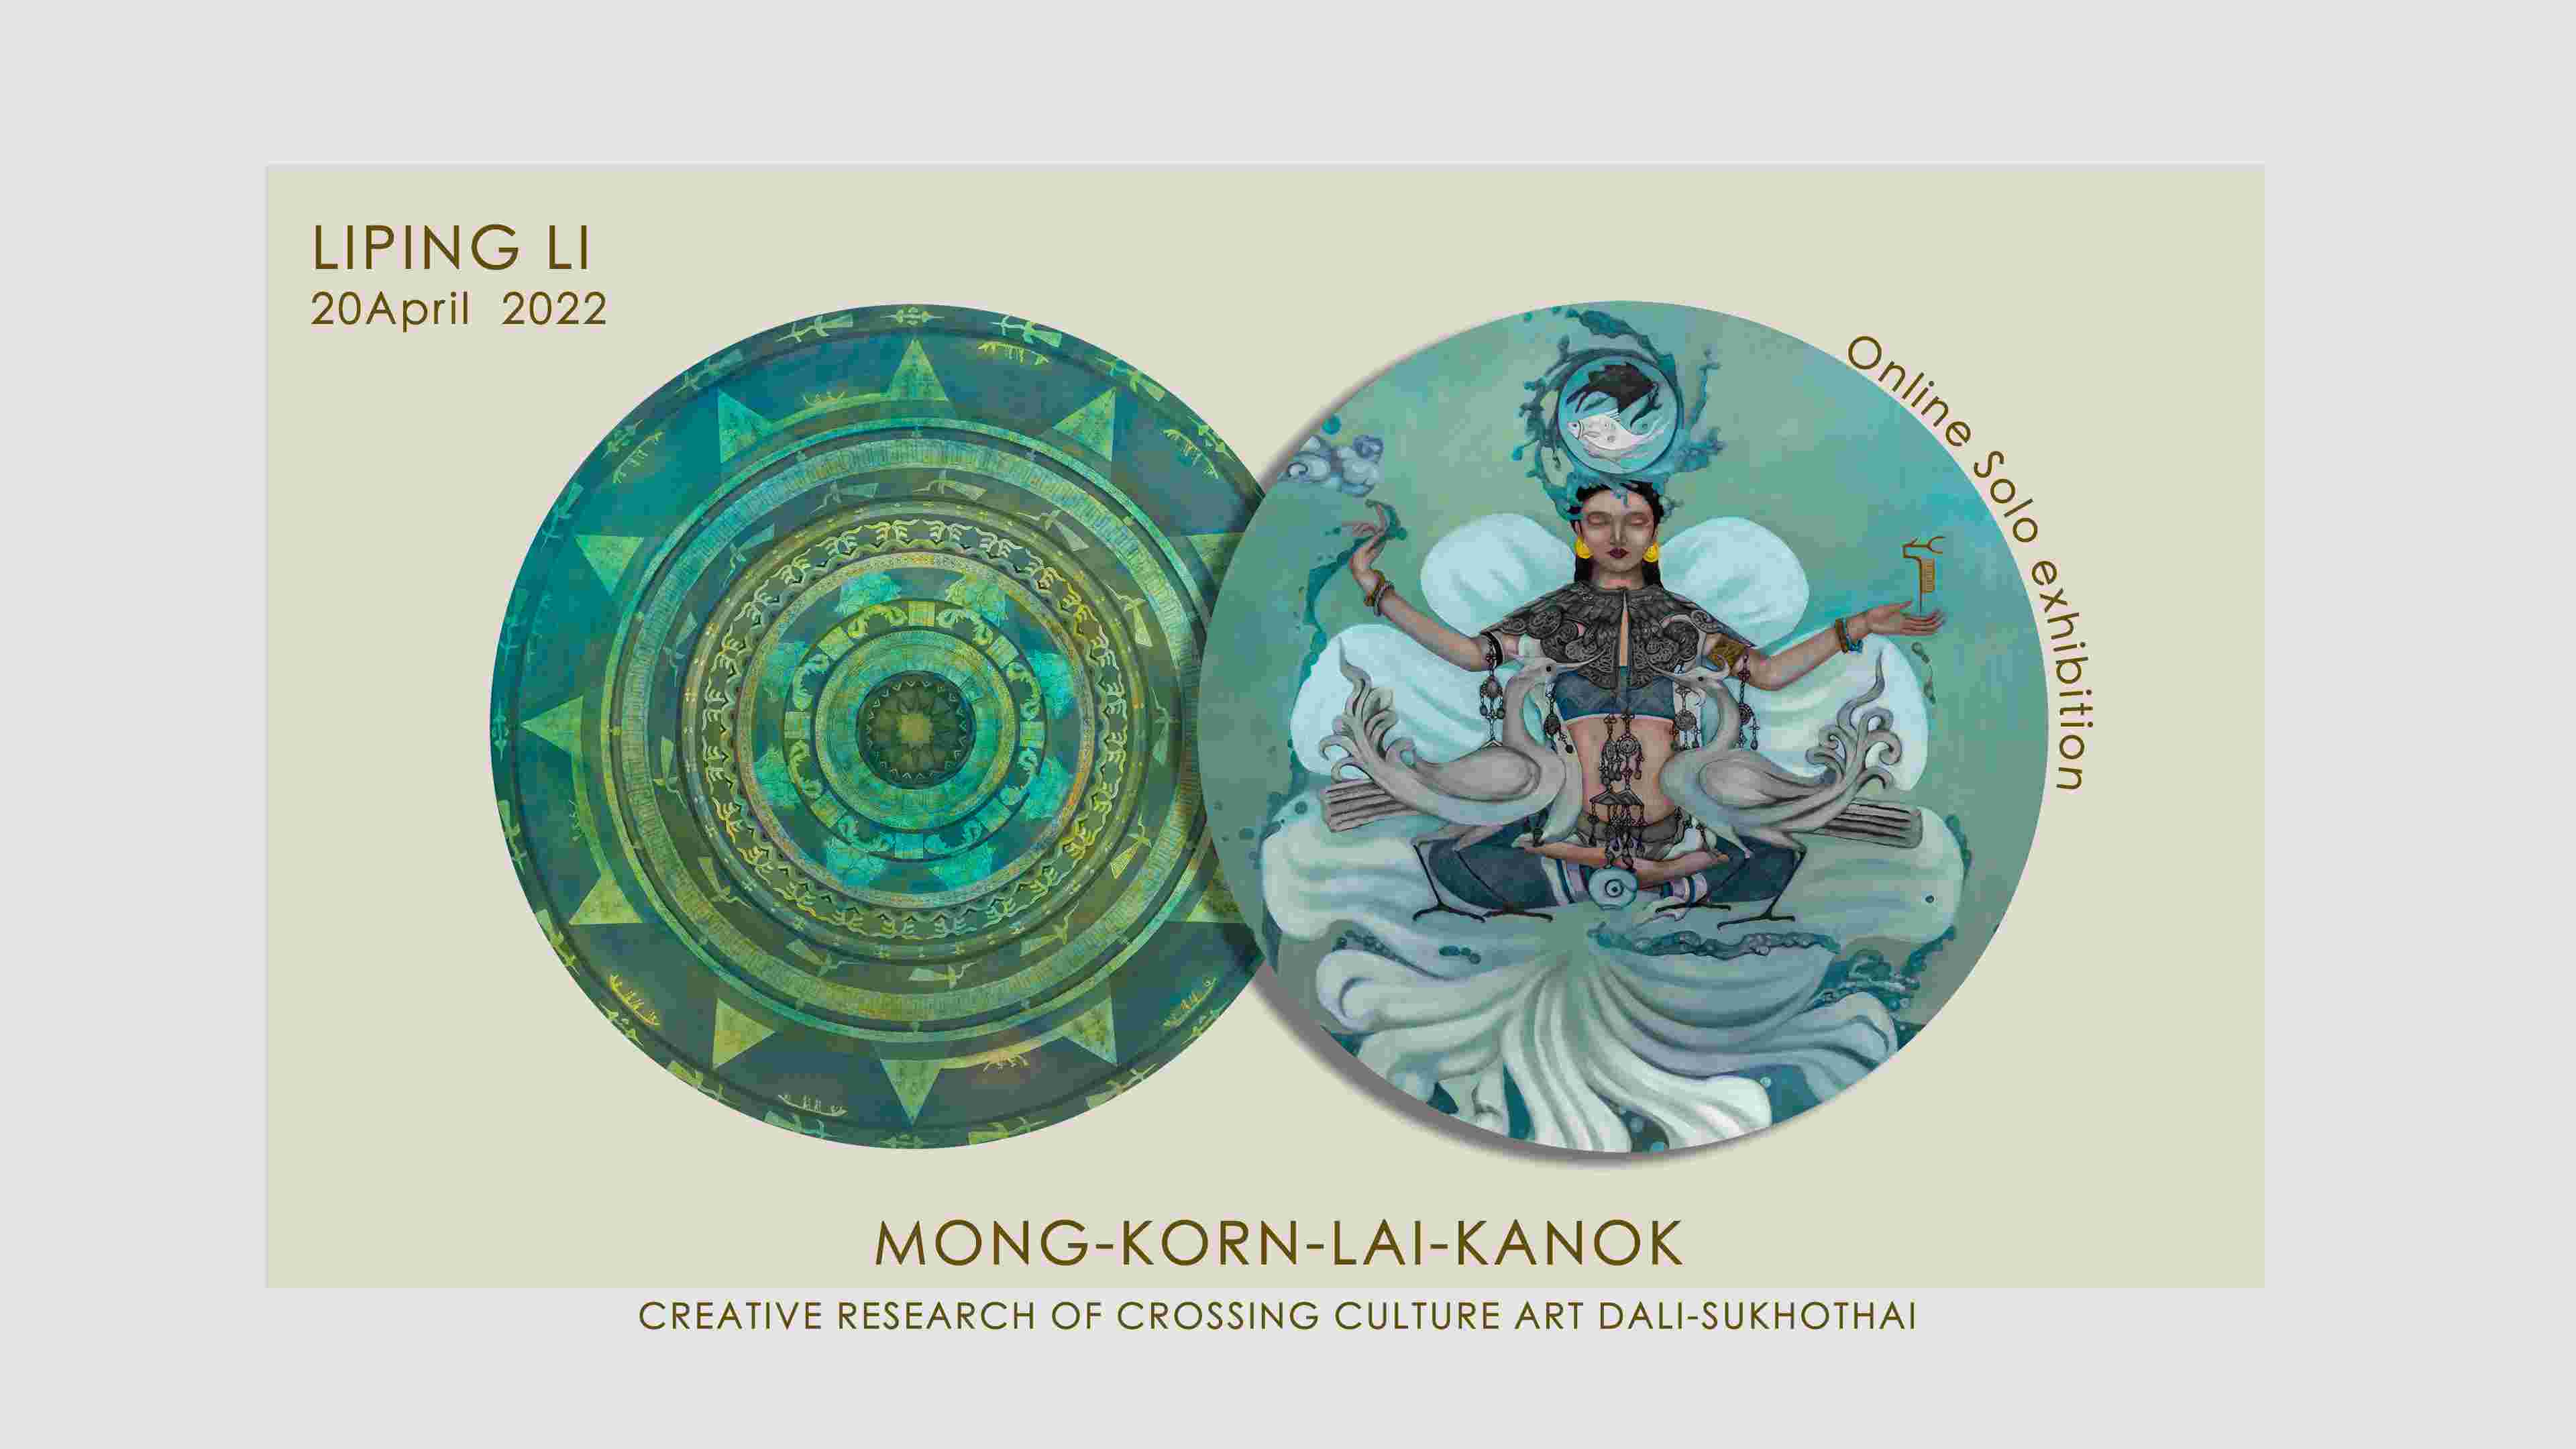 LIPING LI
20April 2022
Online Solo exhibition
MONG-KORN-LAI-KANOK
CREATIVE RESEARCH OF CROSSING CULTURE ART DALI-SUKHOTHAI